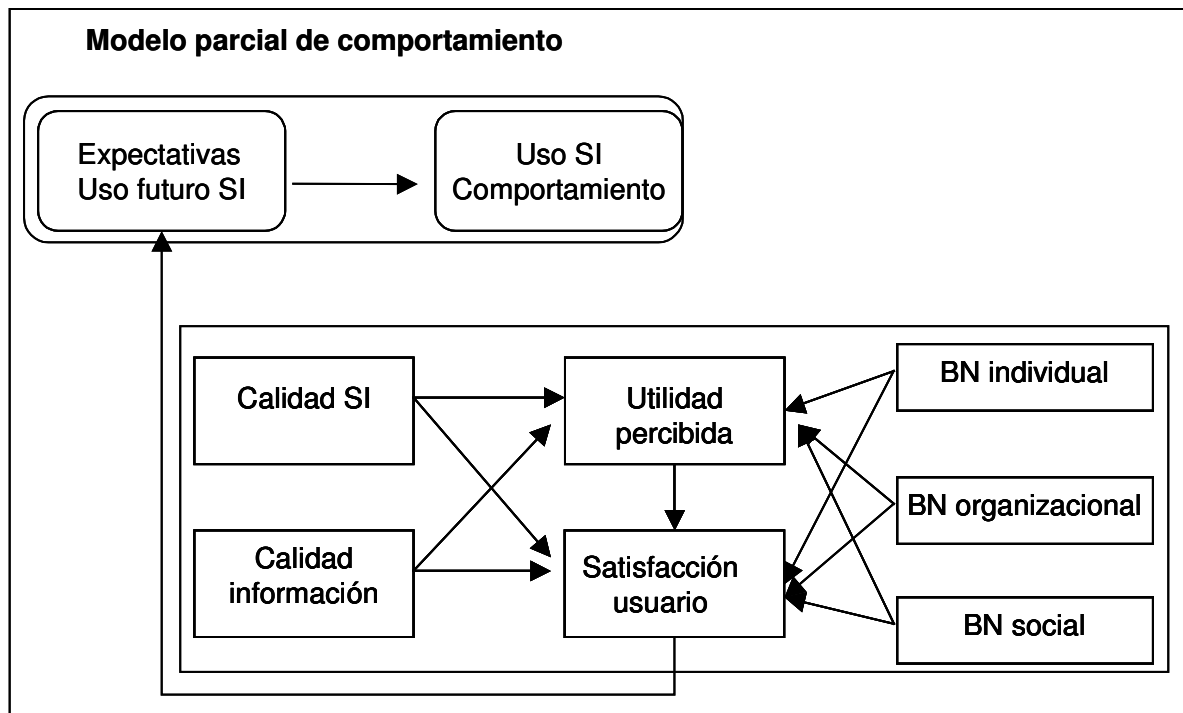 Modelo parcial de comportamiento
Expectativas
Uso futuro SI
Uso SI
Comportamiento
Calidad SI
Utilidad
percibida
BN individual
BN organizacional
Calidad
información
Satisfacción
usuario
BN social